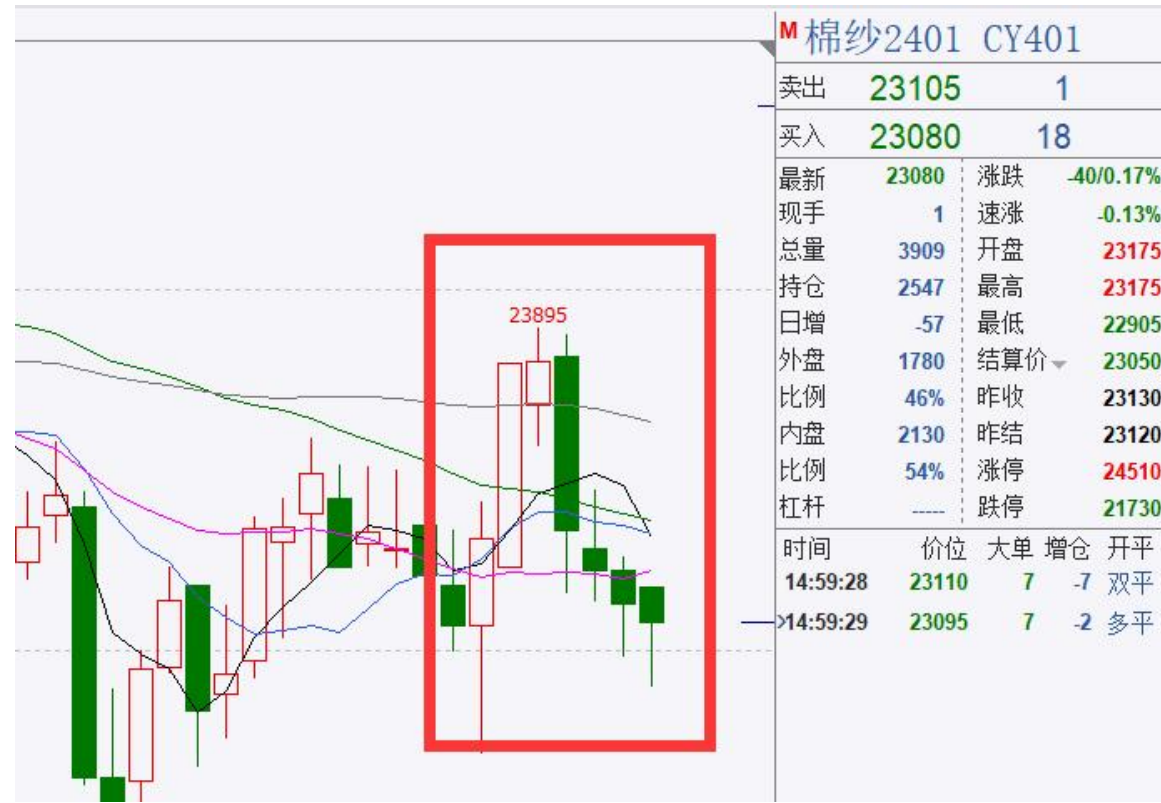 M 棉纱2401 CY401
卖出 23105 1
买入 23080 18
最新 23080 涨跌 -40/0.17%
现手 1 速涨 -0.13%
总量 3909 开盘 23175
持仓 2547 最高 23175
日增 -57 最低 22905
外盘 1780 结算价 23050
比例 46% 昨收 23130
内盘 2130 昨结 23120
比例 54% 涨停 24510
杠杆 ----- 跌停 21730
时间 价位 大单 增仓 开平
14:59:28 23110 7 -7 双平
14:59:29 23095 7 -2 多平
23895